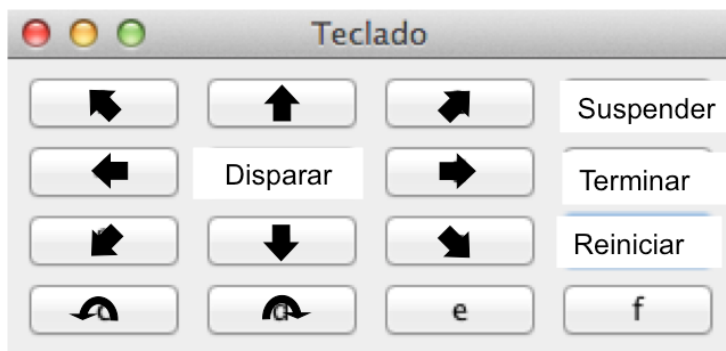 Teclado
Suspender
Disparar
Terminar
Reiniciar
e
f